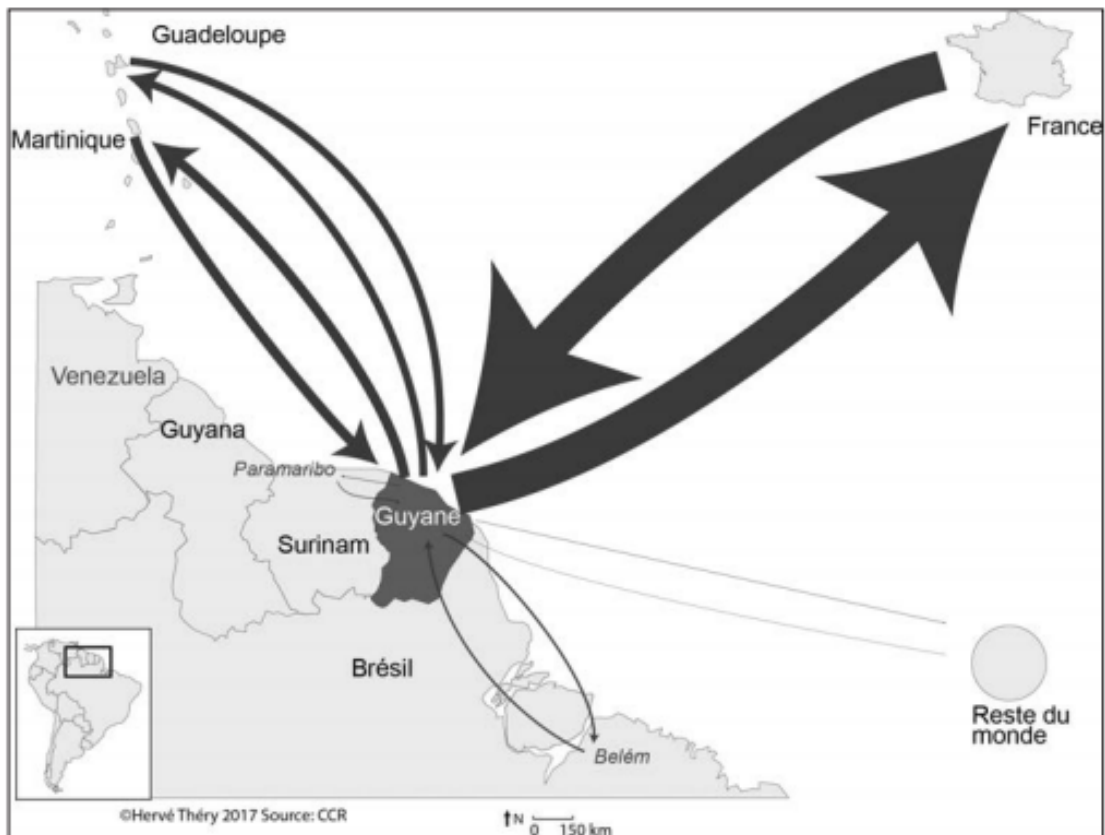 Guadeloupe
Martinique
France
Venezuela
Guyana
Paramaribo
Guyane
Surinam
Brésil
Reste du
monde
Belém
©Hervé Théry 2017 Source: CCR
N
0 150 km